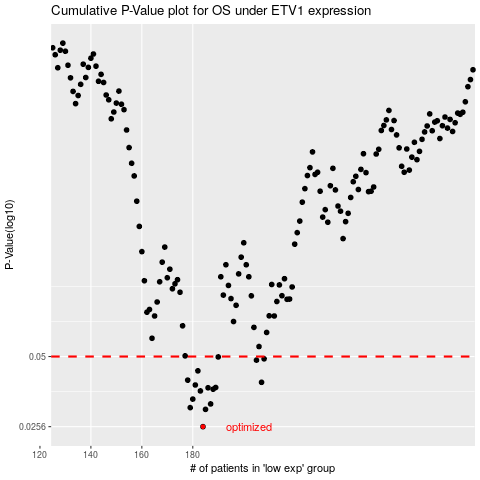 Cumulative P-Value plot for OS under ETV1 expression
P-Value(log10)
0.05
0.0256
optimized
120 140 160 180
# of patients in 'low exp' group